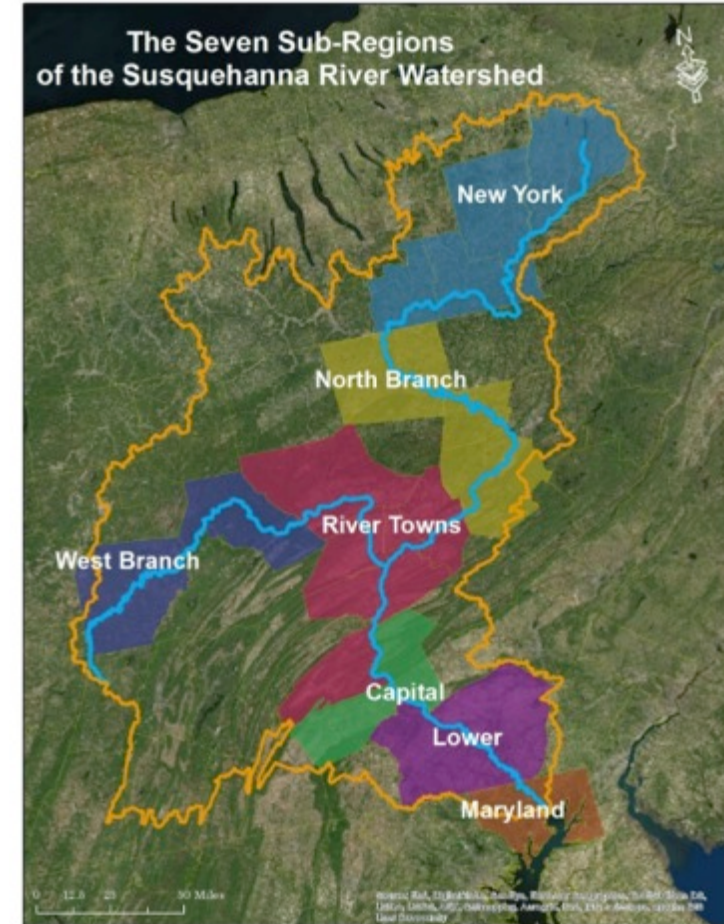 The Seven Sub-Regions
of the Susquehanna River Watershed
N
New York
North Branch
River Towns
West Branch
Capital
Lower
Maryland
0 12.5 25 50 Miles